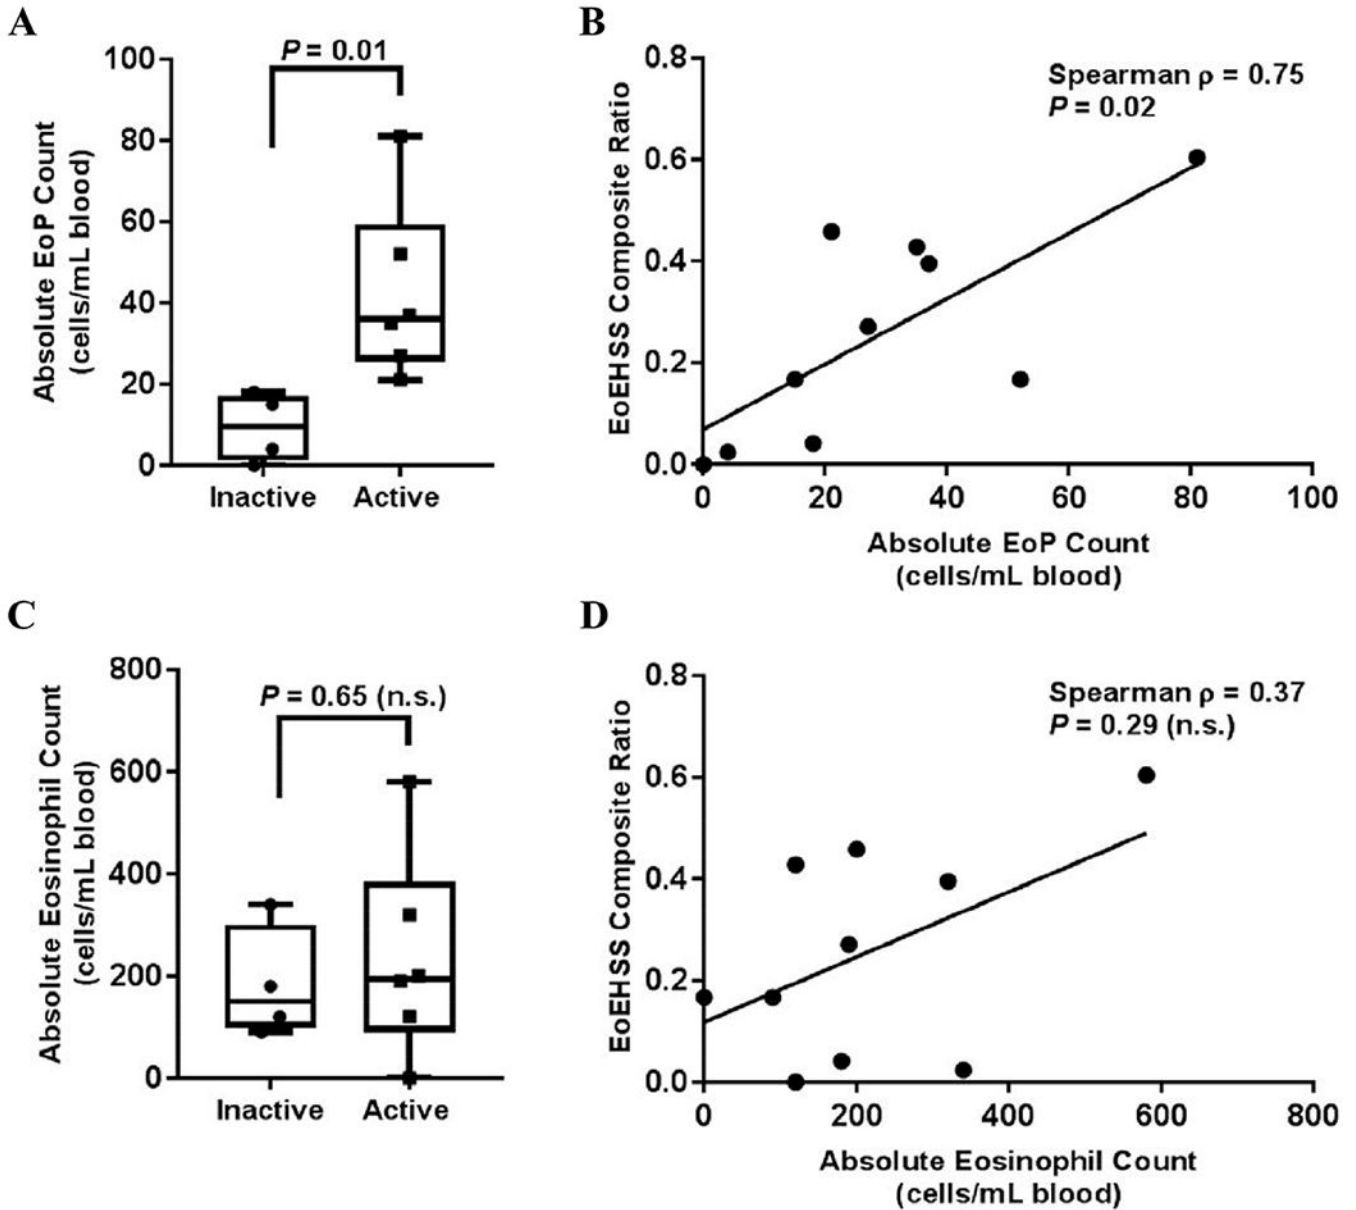 A
P = 0.01
Absolute EoP Count
(cells/mL blood)
100
80
60
40
20
0
Inactive
Active
B
Spearman ρ = 0.75
P = 0.02
EoEHSS Composite Ratio
0.8
0.6
0.4
0.2
0.0
0
20
40
60
80
100
Absolute EoP Count
(cells/mL blood)
C
P = 0.65 (n.s.)
Absolute Eosinophil Count
(cells/mL blood)
800
600
400
200
0
Inactive
Active
D
Spearman ρ = 0.37
P = 0.29 (n.s.)
EoEHSS Composite Ratio
0.8
0.6
0.4
0.2
0.0
0
200
400
600
800
Absolute Eosinophil Count
(cells/mL blood)